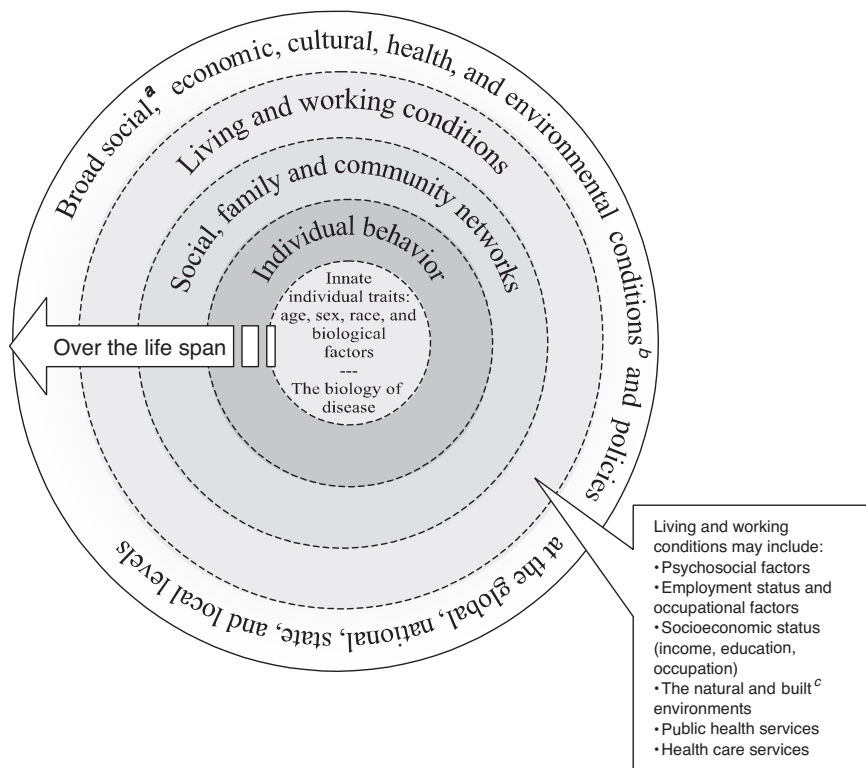 Broad social,a economic, cultural, health, and environmental conditionsb and policies
at the global, national, state, and local levels
Living and working conditions
Social, family and community networks
Individual behavior
Innate
individual traits:
age, sex, race, and
biological
factors
---
The biology of
disease
Over the life span
Living and working
conditions may include:
•Psychosocial factors
•Employment status and
occupational factors
•Socioeconomic status
(income, education,
occupation)
•The natural and builtc
environments
•Public health services
•Health care services